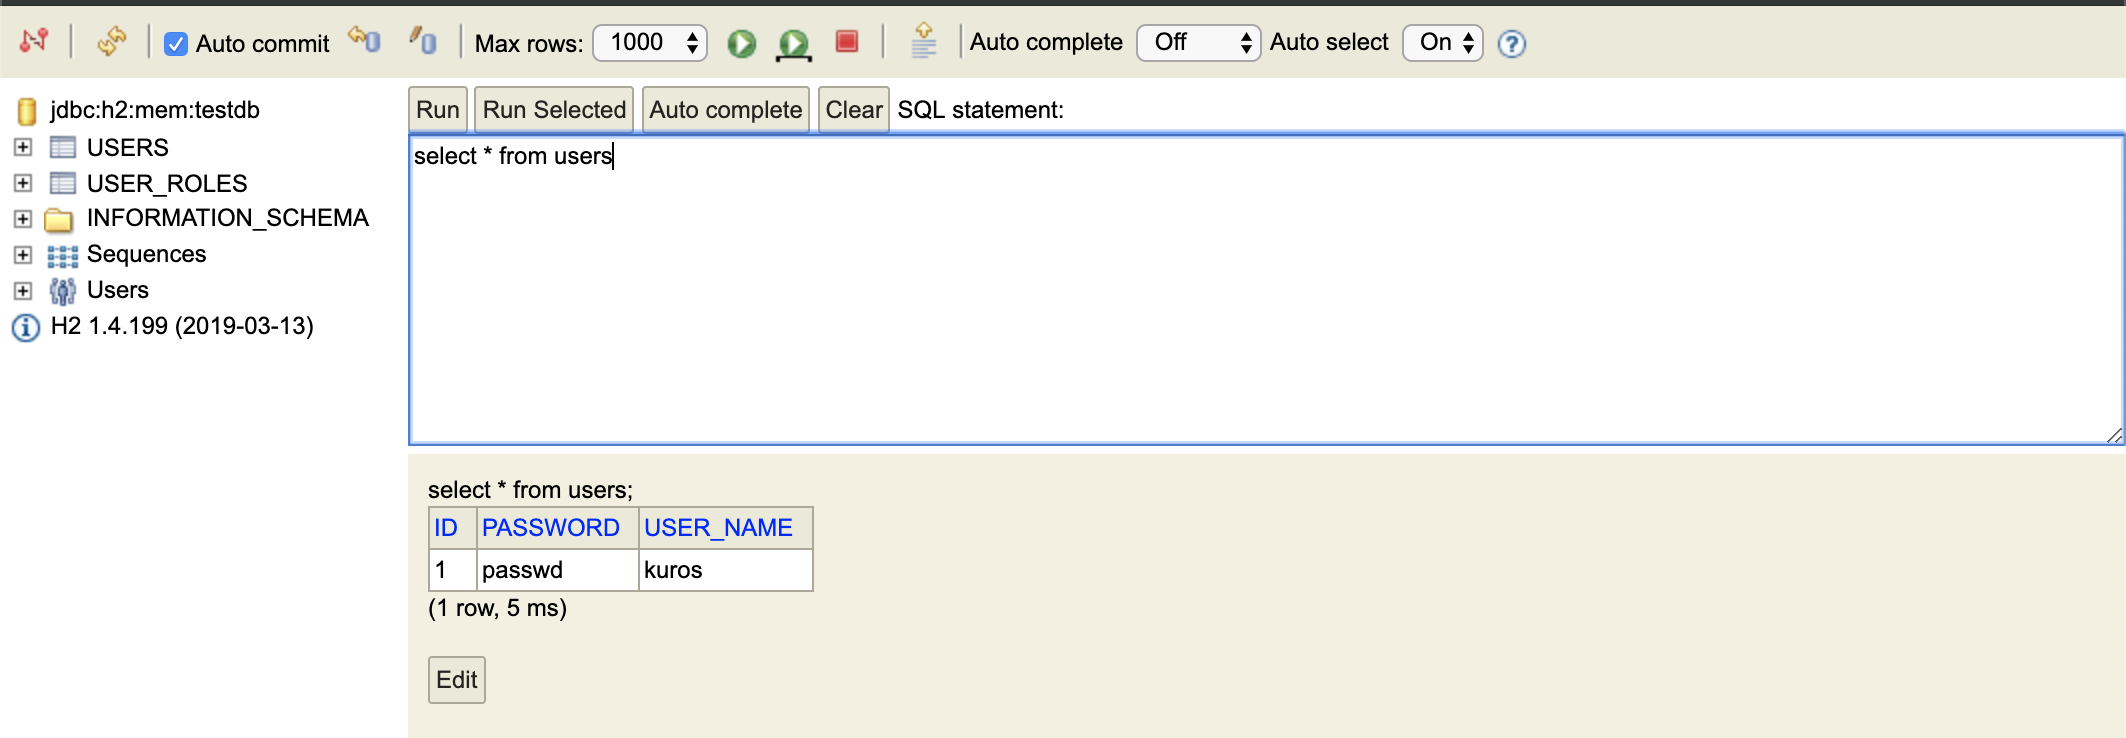 Auto commit Max rows: 1000 Auto complete Off Auto select On ?
jdbc:h2:mem:testdb
USERS
USER_ROLES
INFORMATION_SCHEMA
Sequences
Users
H2 1.4.199 (2019-03-13)
Run Run Selected Auto complete Clear SQL statement:
select * from users
select * from users;
ID PASSWORD USER_NAME
1 passwd kuros
(1 row, 5 ms)
Edit